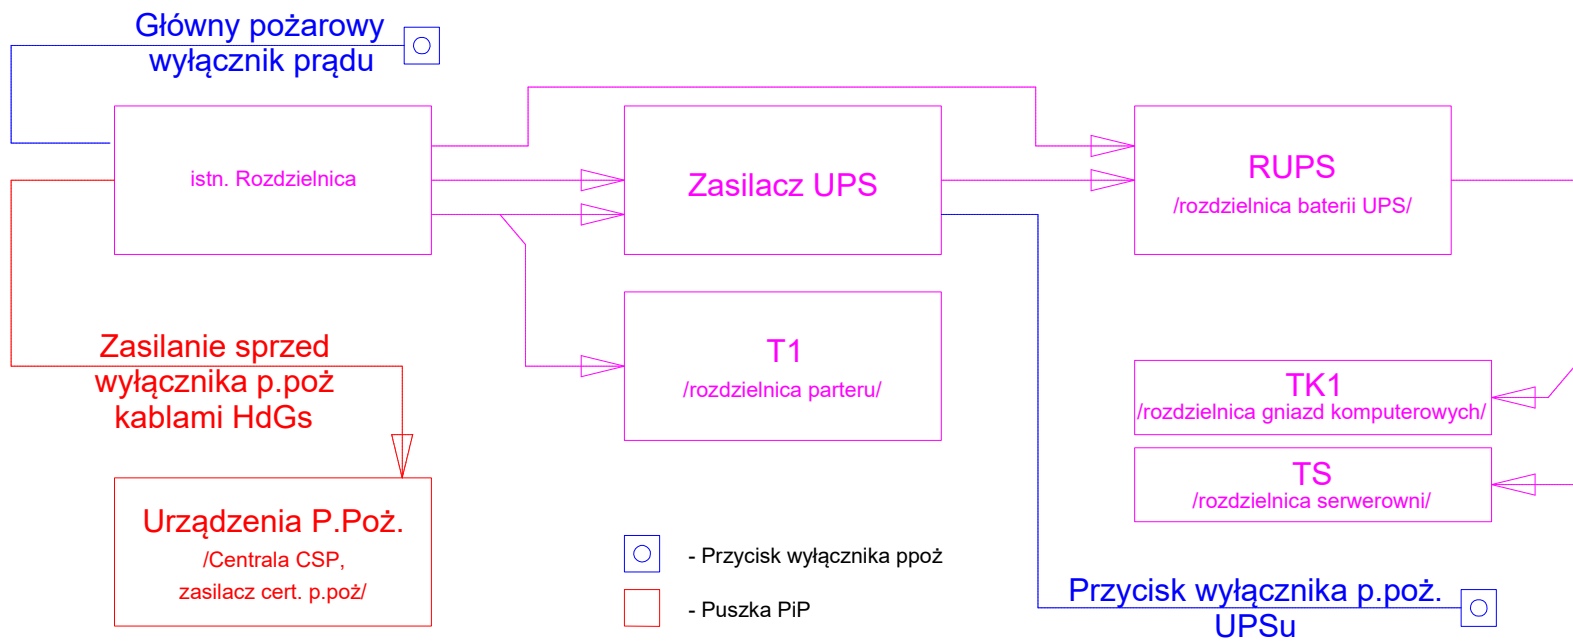 Główny pożarowy
wyłącznik prądu
istn. Rozdzielnica
Zasilacz UPS
RUPS
/rozdzielnica baterii UPS/
Zasilanie sprzed
wyłącznika p.poż
kablami HdGs
T1
/rozdzielnica parteru/
TK1
/rozdzielnica gniazd komputerowych/
TS
/rozdzielnica serwerowni/
Urządzenia P.Poż.
/Centrala CSP,
zasilacz cert. p.poż/
- Przycisk wyłącznika ppoż
- Puszka PiP
Przycisk wyłącznika p.poż.
UPSu